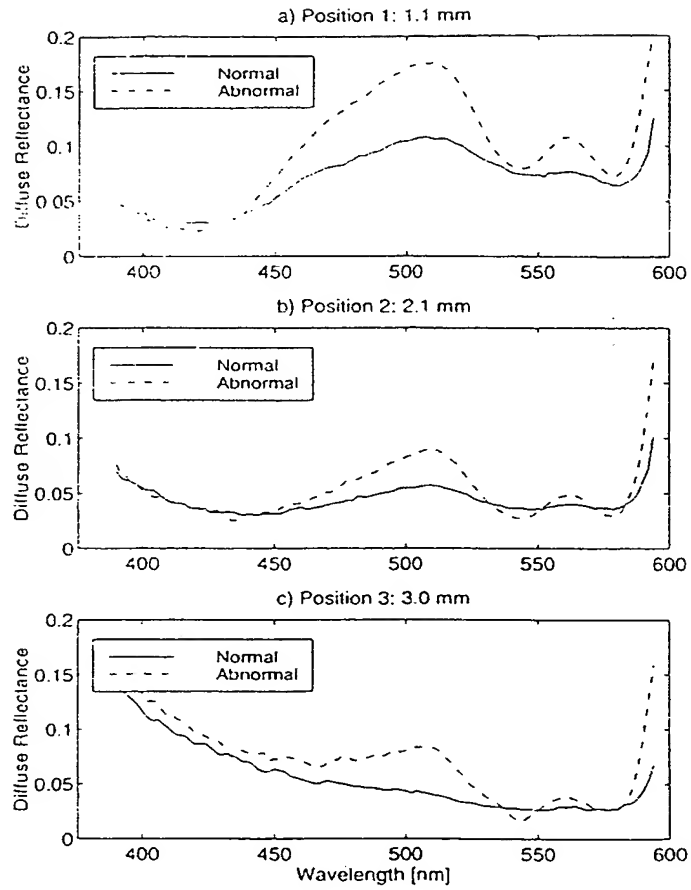 a) Position 1: 1.1 mm
0.2
0.15
0.1
0.05
0
Diffuse Reflectance
Normal
Abnormal
400 450 500 550 600
b) Position 2: 2.1 mm
0.2
0.15
0.1
0.05
0
Diffuse Reflectance
Normal
Abnormal
400 450 500 550 600
c) Position 3: 3.0 mm
0.2
0.15
0.1
0.05
0
Diffuse Reflectance
Normal
Abnormal
400 450 500 550 600
Wavelength [nm]